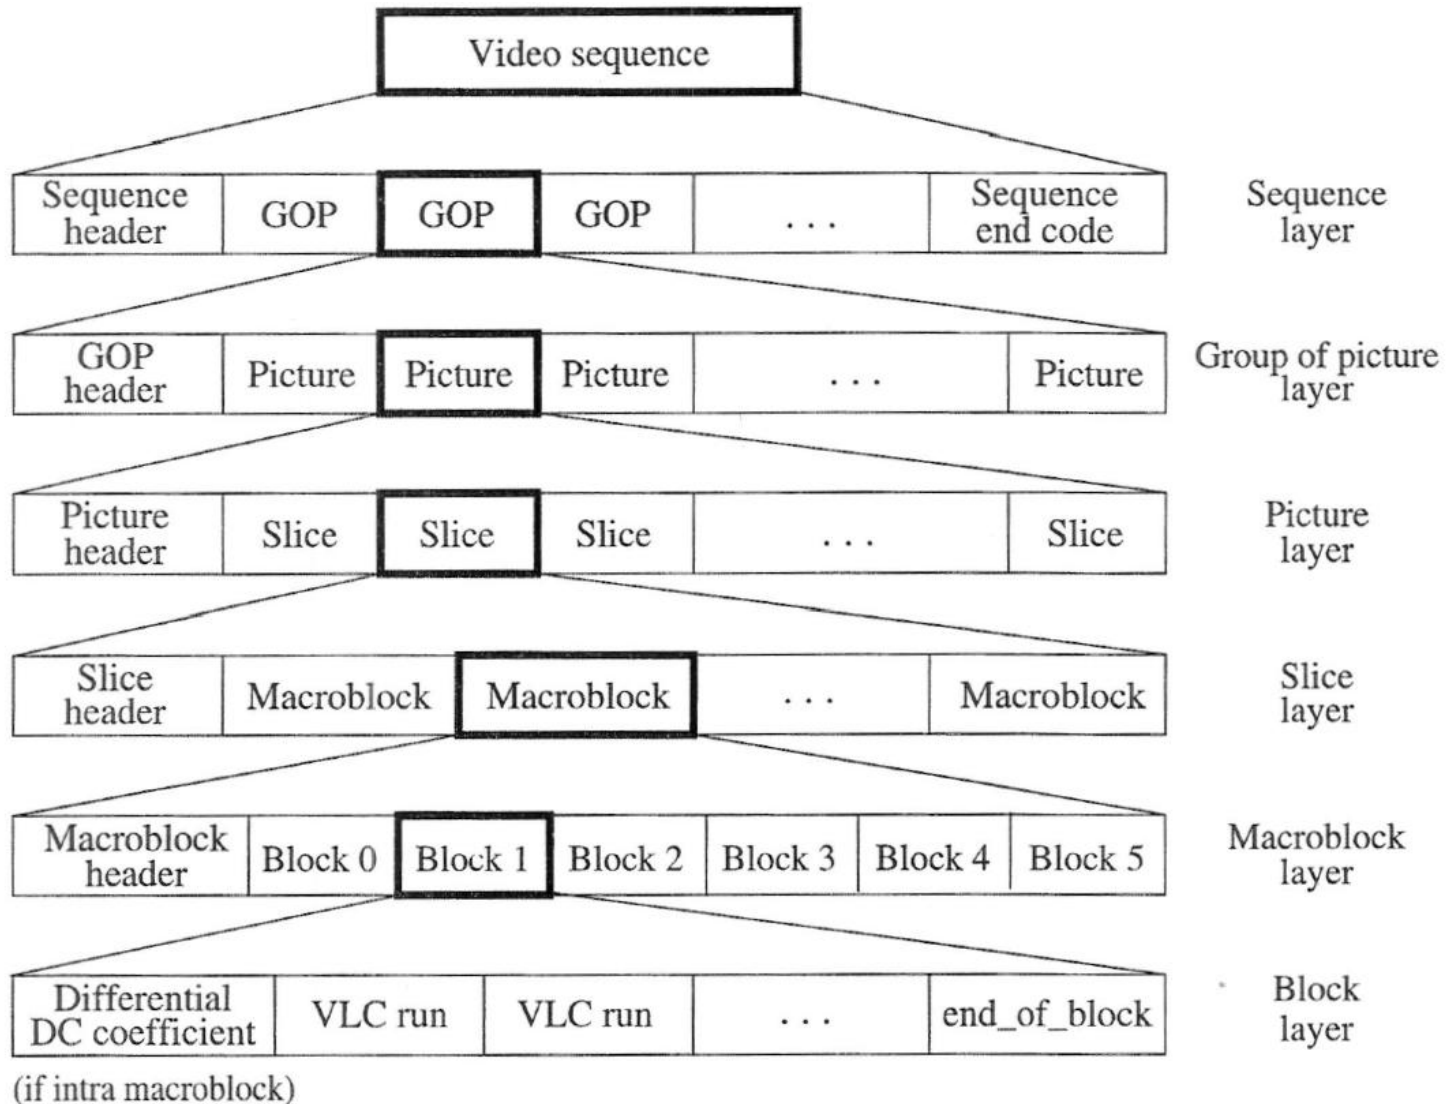 Video sequence
Sequence header GOP GOP GOP ... Sequence end code Sequence layer
GOP header Picture Picture Picture ... Picture Group of picture layer
Picture header Slice Slice Slice ... Slice Picture layer
Slice header Macroblock Macroblock ... Macroblock Slice layer
Macroblock header Block 0 Block 1 Block 2 Block 3 Block 4 Block 5 Macroblock layer
Differential DC coefficient VLC run VLC run ... end_of_block Block layer
(if intra macroblock)